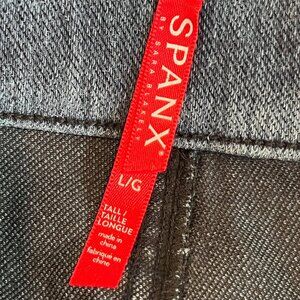 SPANX®
BY SARA BLAKELY
L/G
TALL /
TAILLE
LONGUE
made in
china
fabriqué en
chine